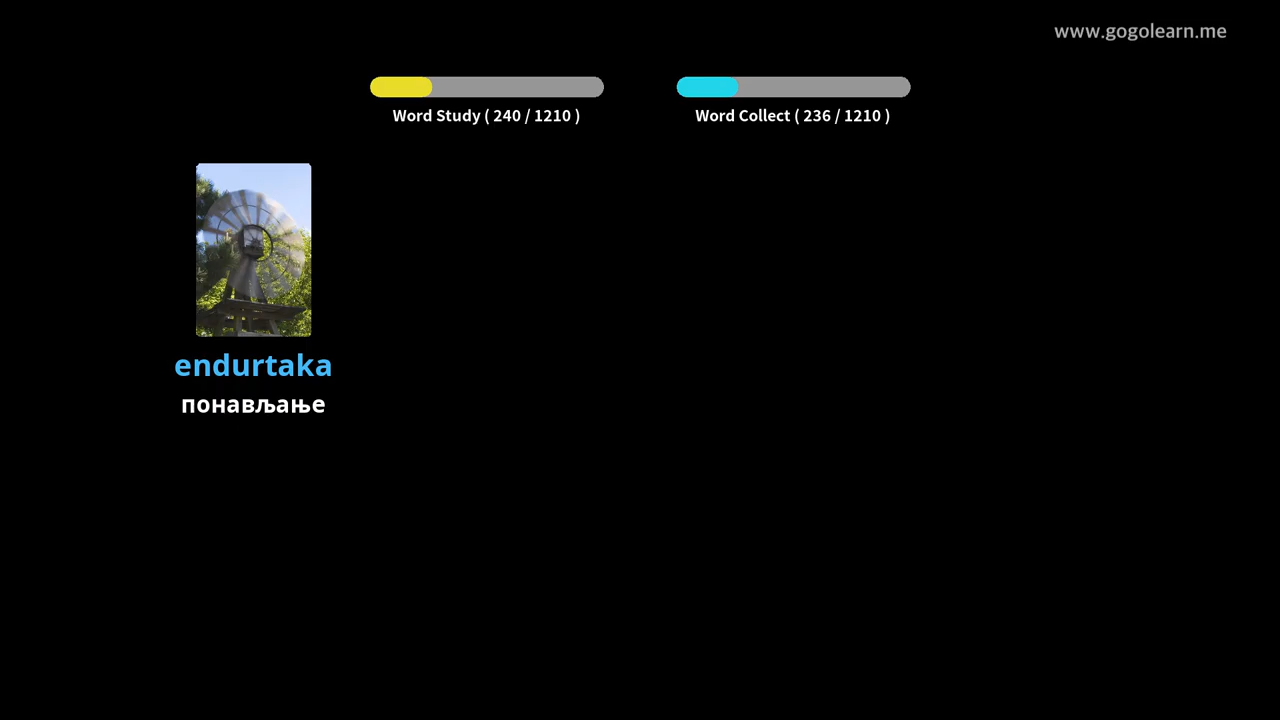 www.gogolearn.me
Word Study ( 240 / 1210 )
Word Collect ( 236 / 1210 )
endurtaka
понављање